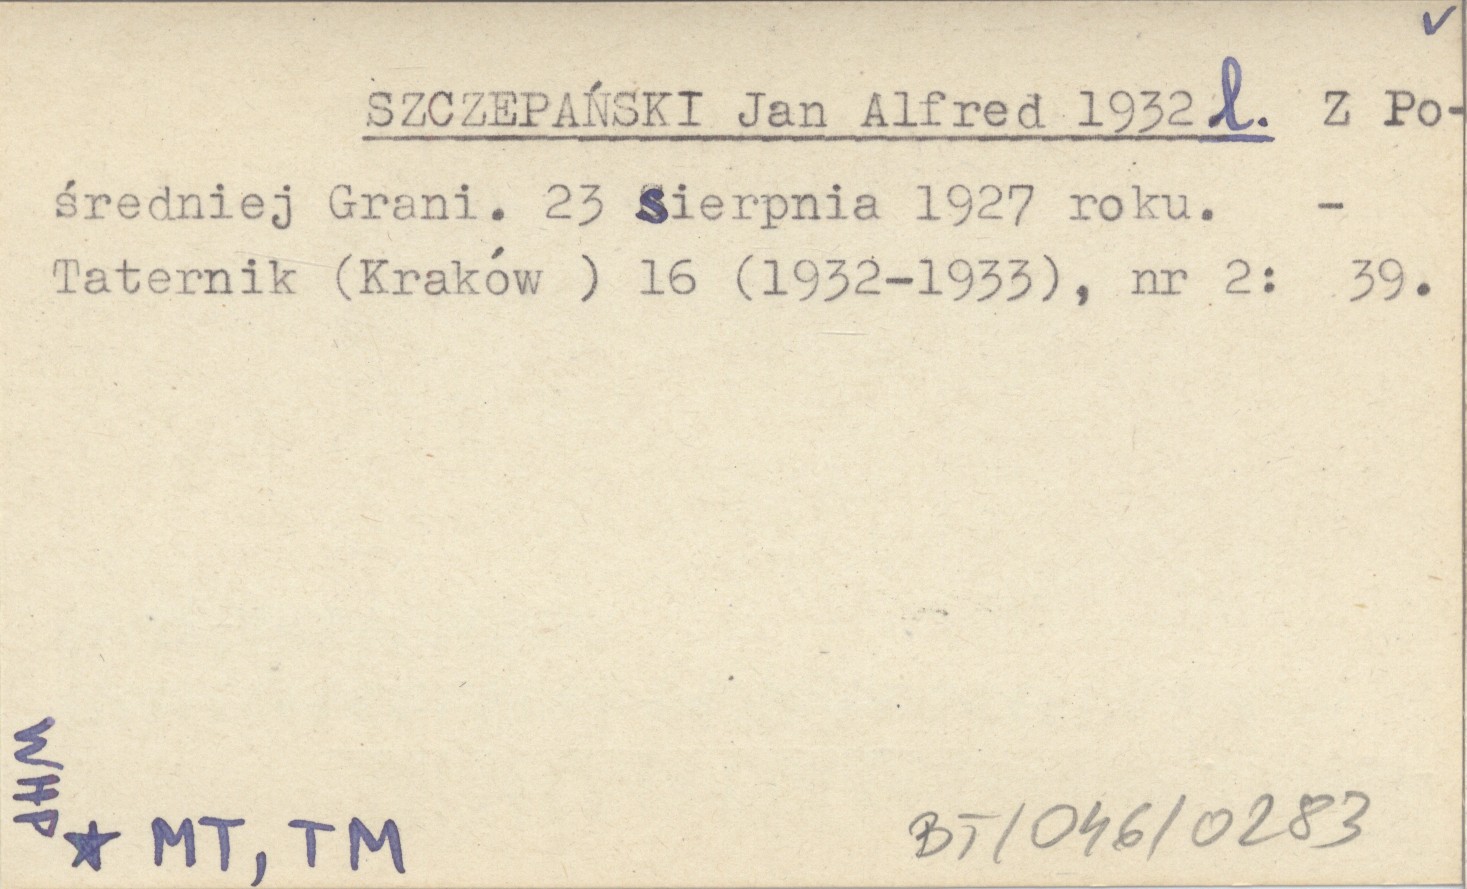 SZCZEPAŃSKI Jan Alfred 1932 l. Z Po-
średniej Grani. 23 Sierpnia 1927 roku. -
Taternik (Kraków ) 16 (1932-1933), nr 2: 39.
WHP
★ MT, TM
BT/046/0283